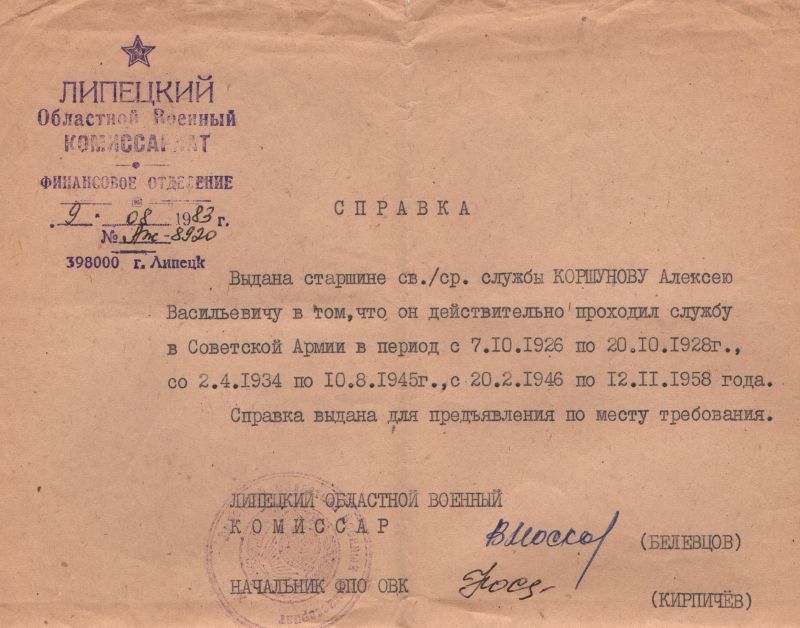 ЛИПЕЦКИЙ
Областной Военный
КОМИССАРИАТ
ФИНАНСОВОЕ ОТДЕЛЕНИЕ
9 . 08 1983 г.
№ -8920
398000 г. Липецк
СПРАВКА
Выдана старшине св./ср. службы КОРШУНОВУ Алексею
Васильевичу в том,что он действительно проходил службу
в Советской Армии в период с 7.10.1926 по 20.10.1928г.,
со 2.4.1934 по 10.8.1945г.,с 20.2.1946 по 12.II.1958 года.
Справка выдана для предъявления по месту требования.
ЛИПЕЦКИЙ ОБЛАСТНОЙ ВОЕННЫЙ
КОМИССАР
(БЕЛЕВЦОВ)
НАЧАЛЬНИК ФПО ОВК
(КИРПИЧЁВ)